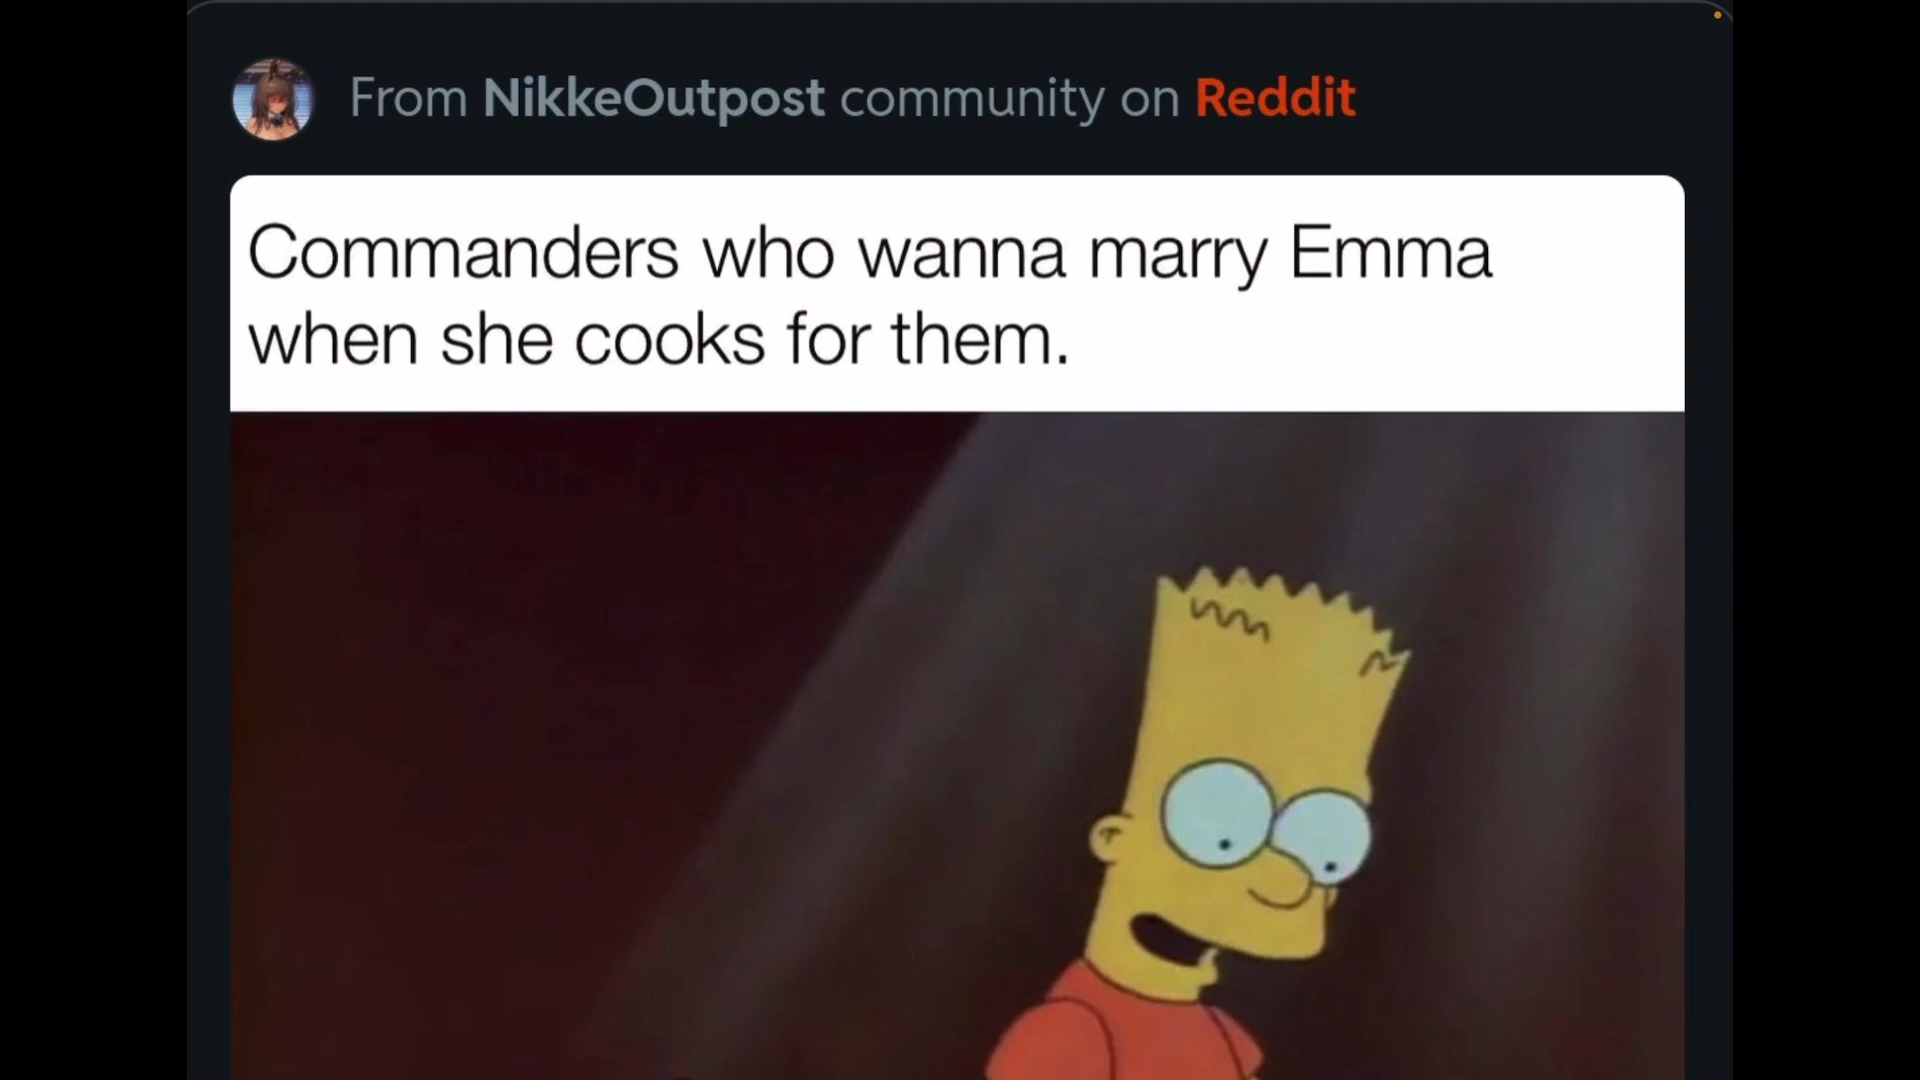 From NikkeOutpost community on Reddit
Commanders who wanna marry Emma
when she cooks for them.